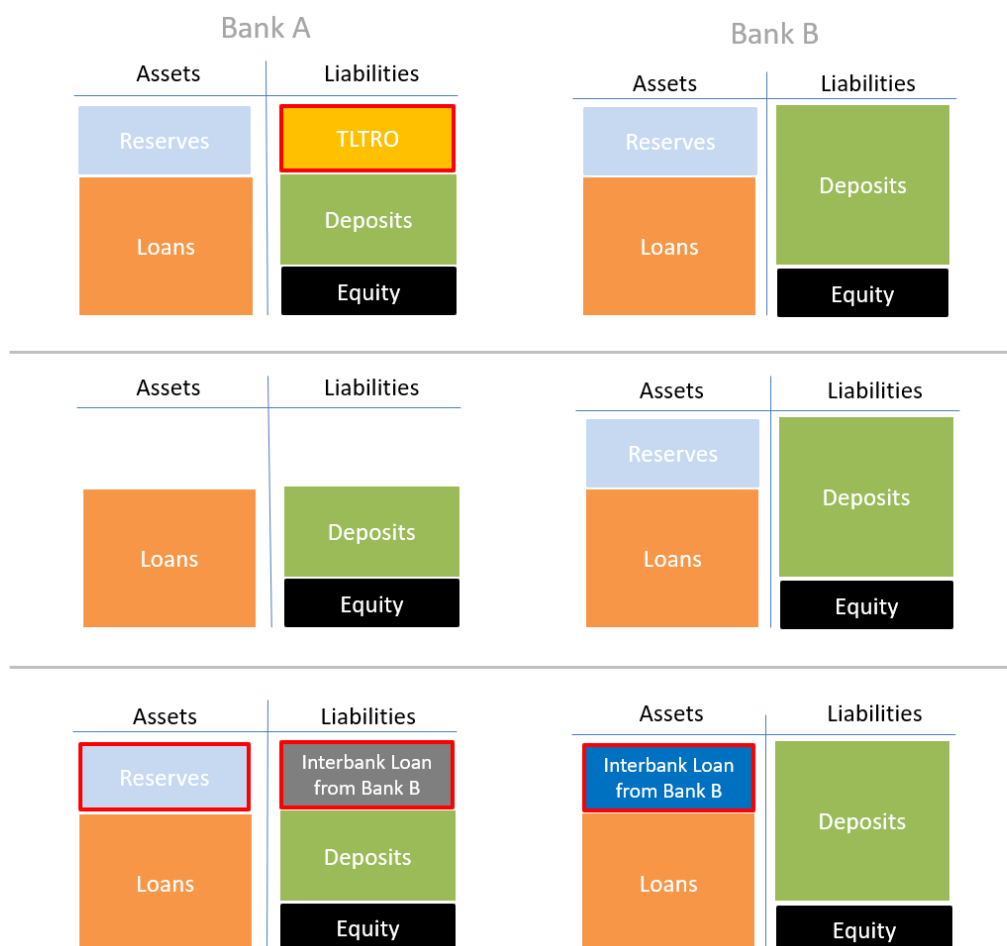 Bank A
Bank B
Assets
Liabilities
Assets
Liabilities
Reserves
TLTRO
Reserves
Deposits
Loans
Deposits
Loans
Equity
Equity
Assets
Liabilities
Assets
Liabilities
Reserves
Deposits
Loans
Deposits
Loans
Equity
Equity
Assets
Liabilities
Assets
Liabilities
Reserves
Interbank Loan
from Bank B
Interbank Loan
from Bank B
Deposits
Loans
Deposits
Loans
Equity
Equity